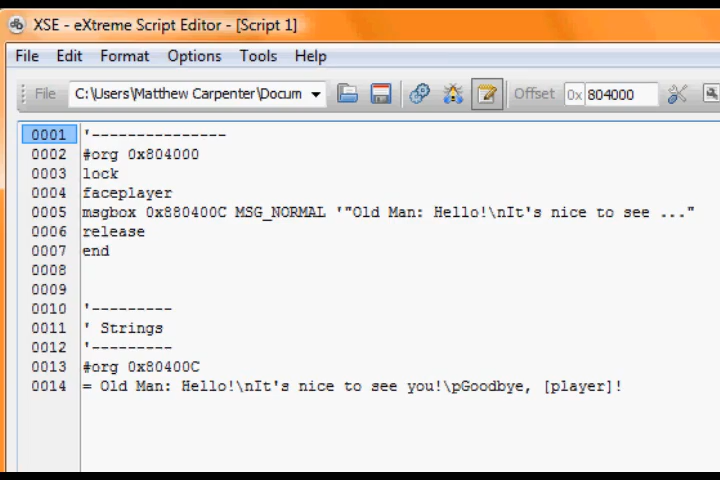 XSE - eXtreme Script Editor - [Script 1]
File Edit Format Options Tools Help
File C:\Users\Matthew Carpenter\Docum Offset 0x 804000
0001 '---------------
0002 #org 0x804000
0003 lock
0004 faceplayer
0005 msgbox 0x880400C MSG_NORMAL '"Old Man: Hello!\nIt's nice to see ..."
0006 release
0007 end
0008
0009
0010 '---------
0011 ' Strings
0012 '---------
0013 #org 0x80400C
0014 = Old Man: Hello!\nIt's nice to see you!\pGoodbye, [player]!